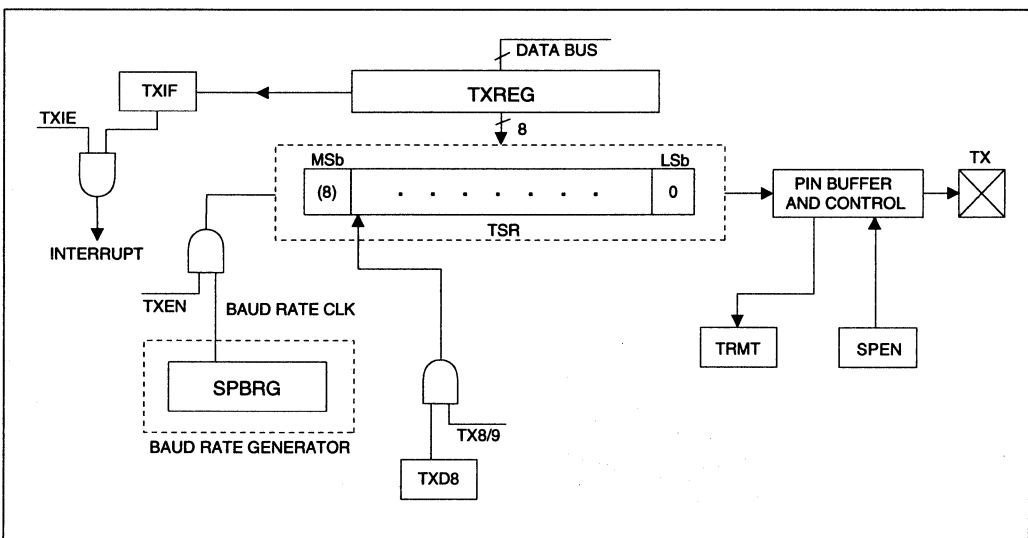 DATA BUS
TXIF
TXREG
TXIE
8
MSb
LSb
TX
(8)
. . . . . . .
0
PIN BUFFER
AND CONTROL
TSR
INTERRUPT
TXEN
BAUD RATE CLK
TRMT
SPEN
SPBRG
TX8/9
BAUD RATE GENERATOR
TXD8